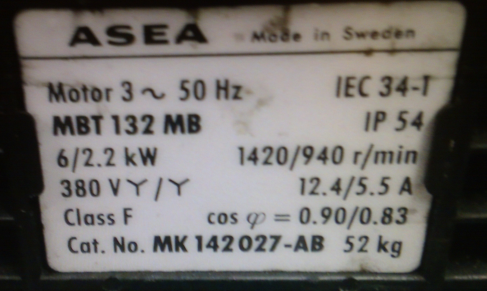 ASEA Made in Sweden
Motor 3 ~ 50 Hz IEC 34-1
MBT 132 MB IP 54
6/2.2 kW 1420/940 r/min
380 V Y/Y 12.4/5.5 A
Class F cos φ = 0.90/0.83
Cat. No. MK 142 027-AB 52 kg